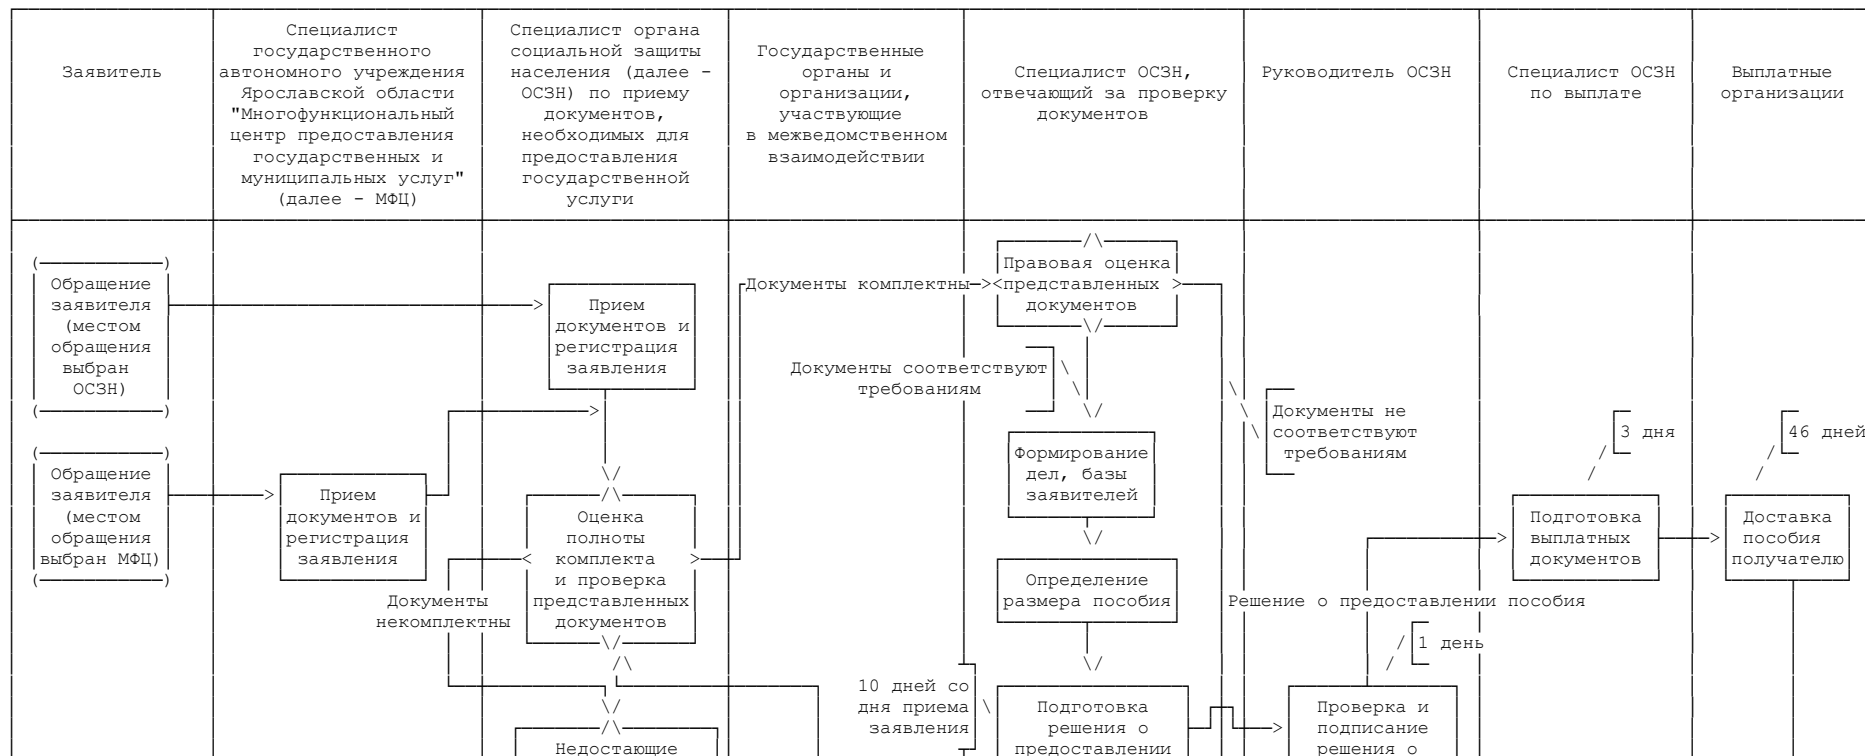 Заявитель
Специалист
государственного
автономного учреждения
Ярославской области
"Многофункциональный
центр предоставления
государственных и
муниципальных услуг"
(далее - МФЦ)
Специалист органа
социальной защиты
населения (далее -
ОСЗН) по приему
документов,
необходимых для
предоставления
государственной
услуги
Государственные
органы и
организации,
участвующие
в межведомственном
взаимодействии
Специалист ОСЗН,
отвечающий за проверку
документов
Руководитель ОСЗН
Специалист ОСЗН
по выплате
Выплатные
организации
Обращение
заявителя
(местом
обращения
выбран
ОСЗН)
Прием
документов и
регистрация
заявления
Документы комплектны
Правовая оценка
представленных
документов
Документы соответствуют
требованиям
Документы не
соответствуют
требованиям
3 дня
46 дней
Обращение
заявителя
(местом
обращения
выбран МФЦ)
Прием
документов и
регистрация
заявления
Оценка
полноты
комплекта
и проверка
представленных
документов
Формирование
дел, базы
заявителей
Подготовка
выплатных
документов
Доставка
пособия
получателю
Документы
некомплектны
Определение
размера пособия
Решение о предоставлении пособия
1 день
10 дней со
дня приема
заявления
Подготовка
решения о
предоставлении
Проверка и
подписание
решения о
Недостающие